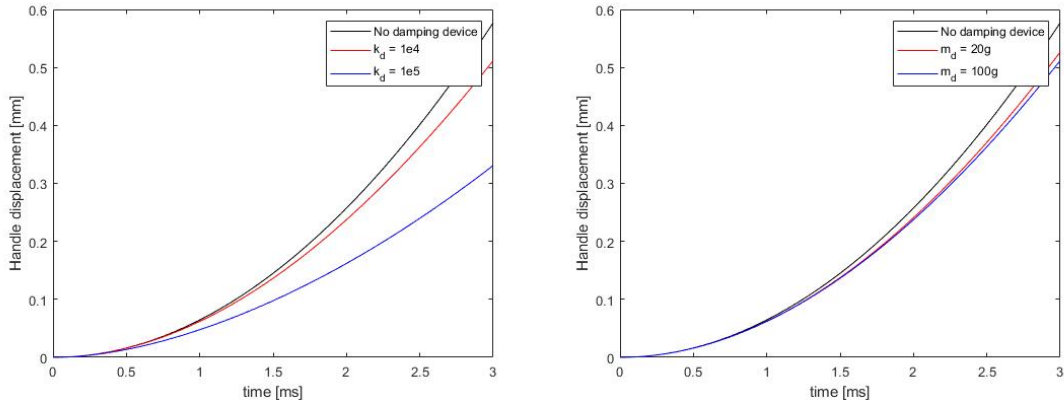 0.6
0.5
0.4
0.3
0.2
0.1
0
Handle displacement [mm]
No damping device
k_d = 1e4
k_d = 1e5
0 0.5 1 1.5 2 2.5 3
time [ms]
0.6
0.5
0.4
0.3
0.2
0.1
0
Handle displacement [mm]
No damping device
m_d = 20g
m_d = 100g
0 0.5 1 1.5 2 2.5 3
time [ms]